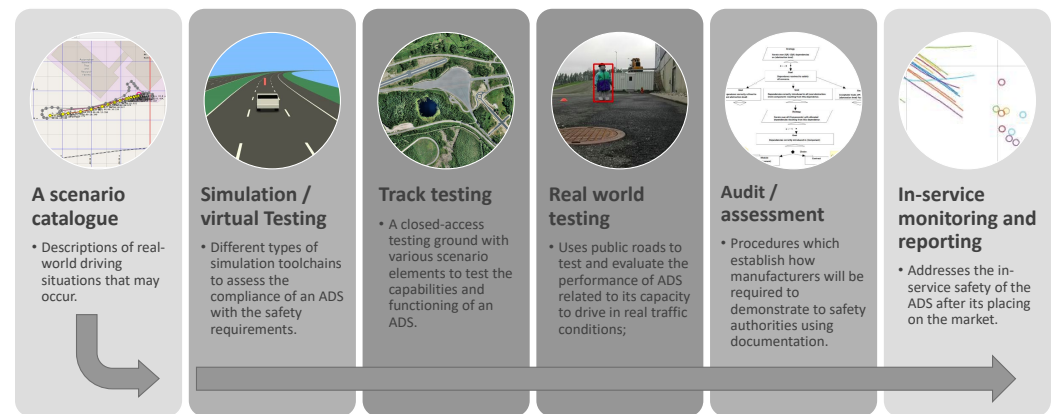 A scenario
catalogue
• Descriptions of real-
world driving
situations that may
occur.
Simulation /
virtual Testing
• Different types of
simulation toolchains
to assess the
compliance of an ADS
with the safety
requirements.
Track testing
• A closed-access
testing ground with
various scenario
elements to test the
capabilities and
functioning of an
ADS.
Real world
testing
• Uses public roads to
test and evaluate the
performance of ADS
related to its capacity
to drive in real traffic
conditions;
Audit /
assessment
• Procedures which
establish how
manufacturers will be
required to
demonstrate to safety
authorities using
documentation.
In-service
monitoring and
reporting
• Addresses the in-
service safety of the
ADS after its placing
on the market.